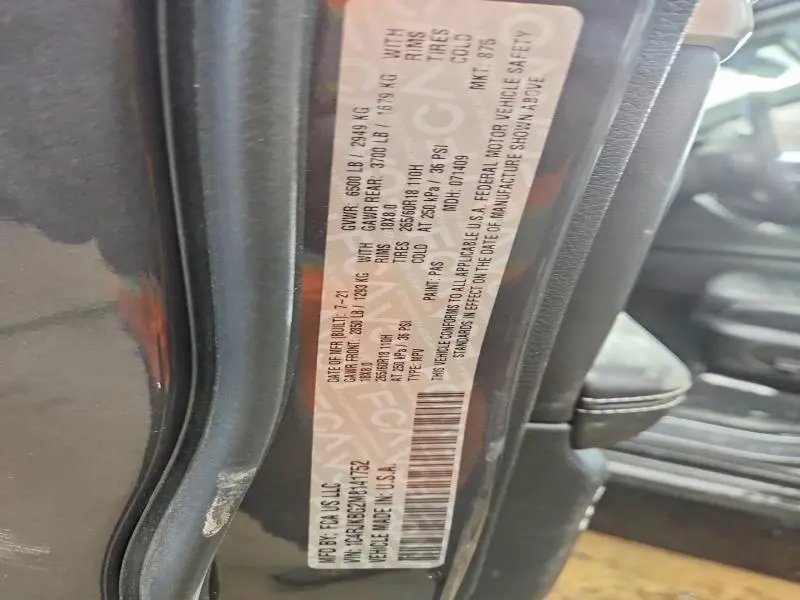 MFD BY: FCA US LLC
DATE OF MFR (BUILT): 7-21
GVWR: 6500 LB / 2949 KG
GAWR FRONT: 2850 LB / 1293 KG WITH
GAWR REAR: 3700 LB / 1679 KG WITH
18X8.0 RIMS
18X8.0 RIMS
265/60R18 110H TIRES
265/60R18 110H TIRES
AT 250 kPa / 36 PSI COLD
AT 250 kPa / 36 PSI COLD
VIN:
TYPE: MPV
PAINT: PAS
MDH: 071409
MKT: 875
VEHICLE MADE IN: U.S.A.
THIS VEHICLE CONFORMS TO ALL APPLICABLE U.S.A. FEDERAL MOTOR VEHICLE SAFETY
STANDARDS IN EFFECT ON THE DATE OF MANUFACTURE SHOWN ABOVE